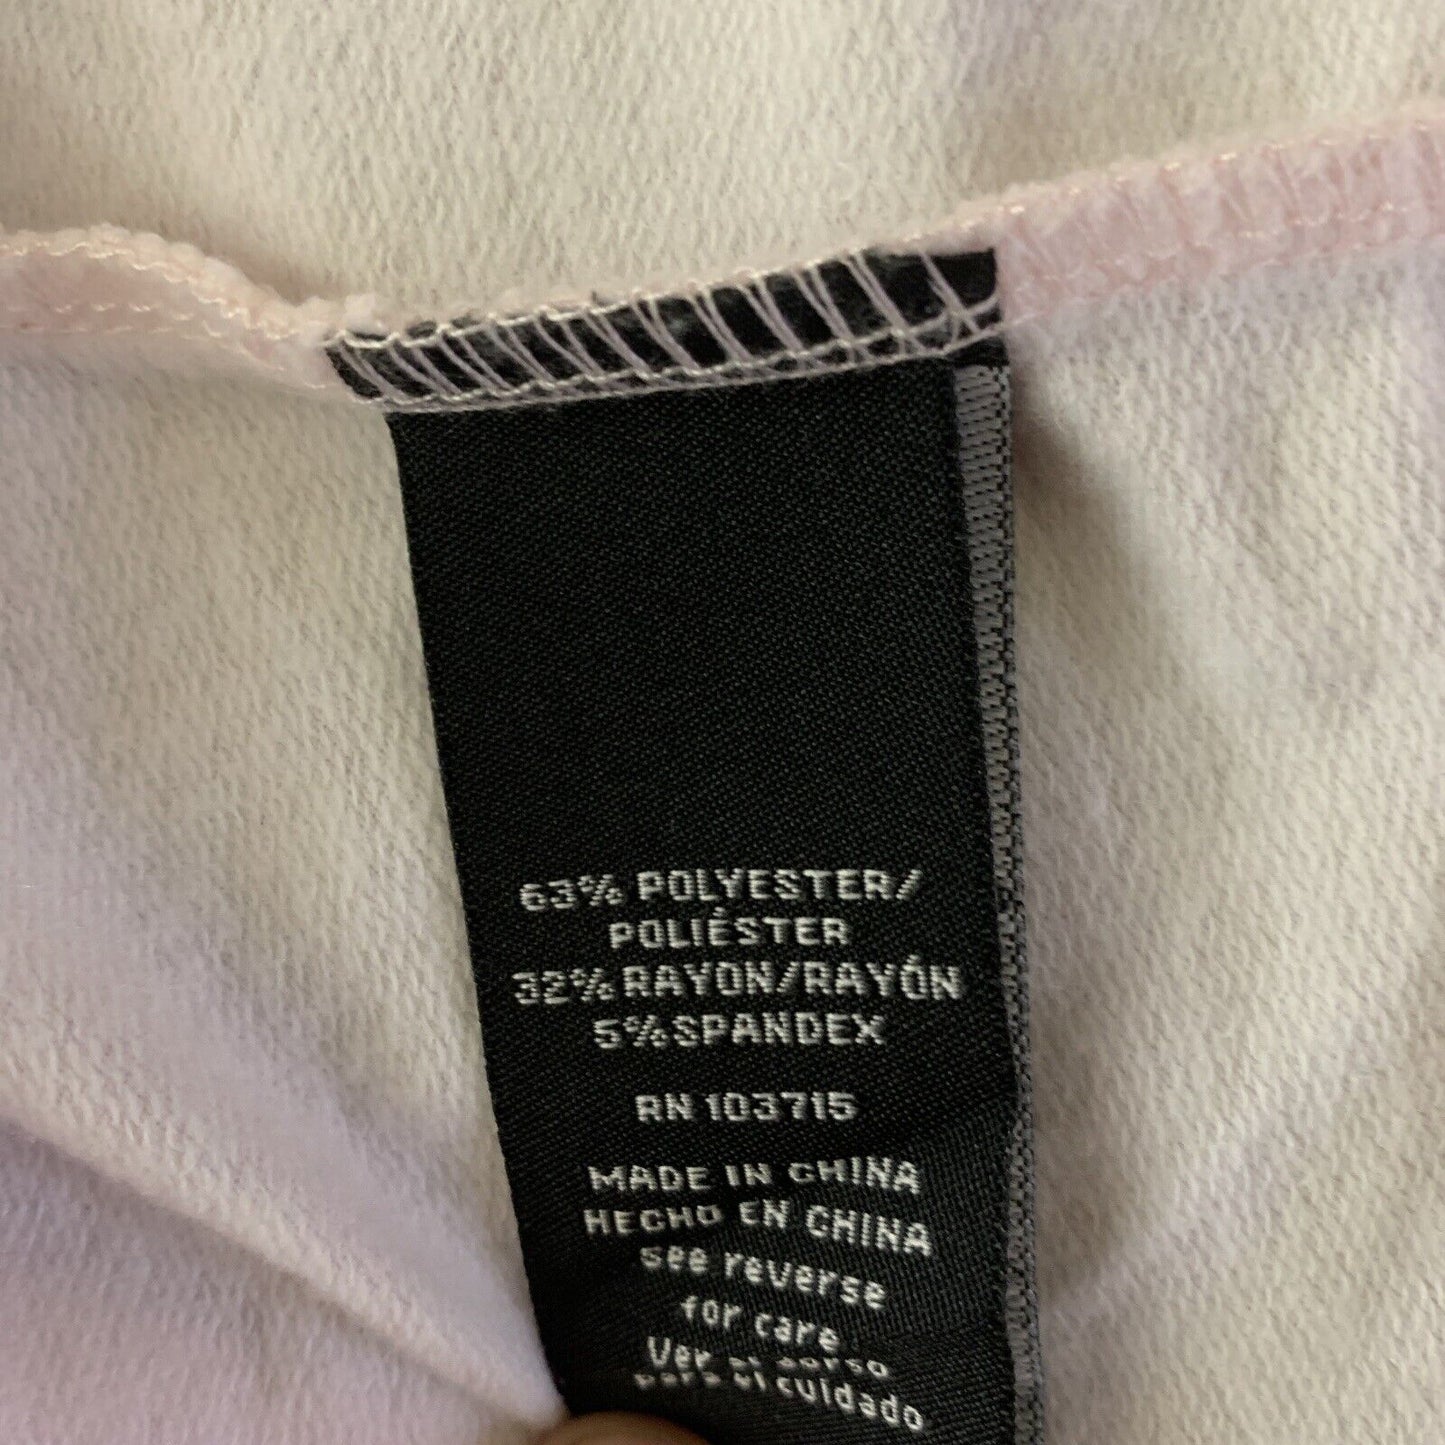 63% POLYESTER/
POLIÉSTER
32% RAYON/RAYÓN
5% SPANDEX
RN 103715
MADE IN CHINA
HECHO EN CHINA
see reverse
for care
Ver al dorso
para el cuidado